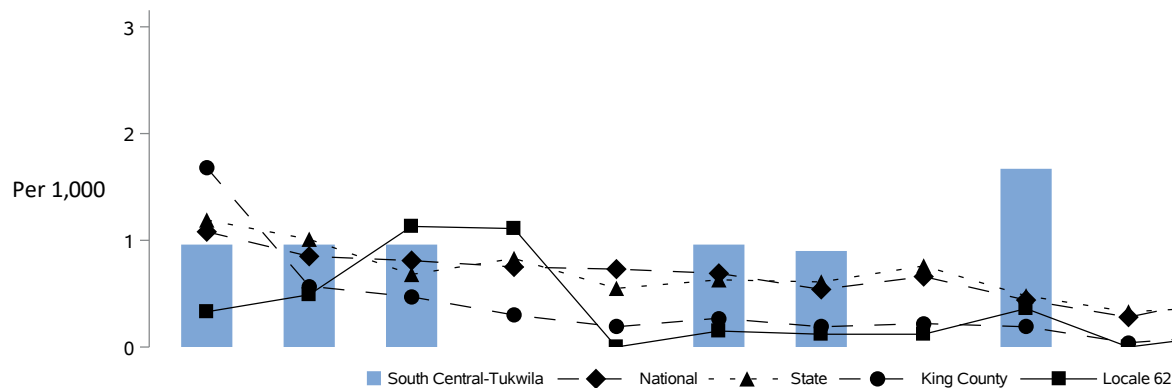 3
2
Per 1,000
1
0
South Central-Tukwila National State King County Locale 62